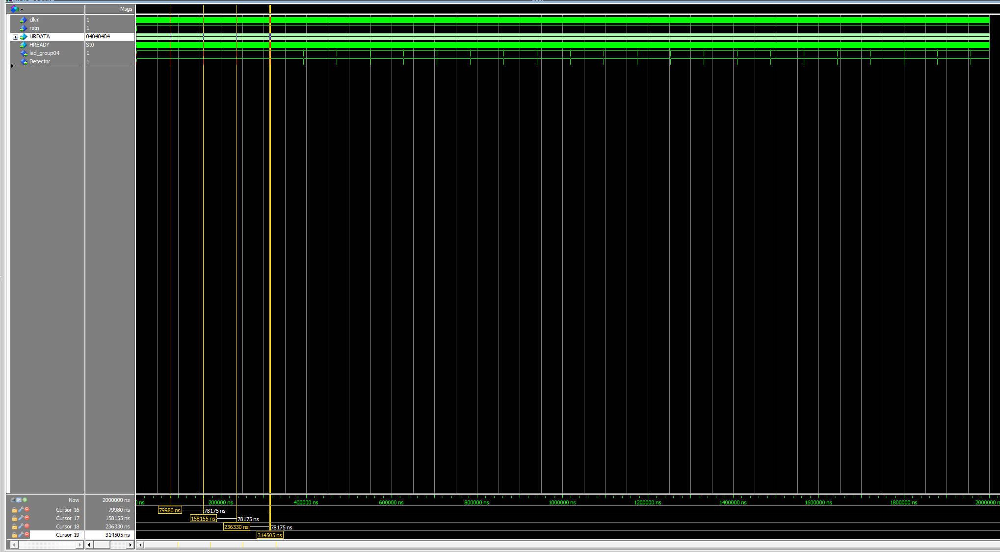 Msgs
clkm 1
rstn 1
HRDATA 04040404
HREADY St0
led_group04 1
Detector 1
Now 2000000 ns
0 ns 200000 ns 400000 ns 600000 ns 800000 ns 1000000 ns 1200000 ns 1400000 ns 1600000 ns 1800000 ns 2000000 n
Cursor 16 79980 ns 79980 ns 78175 ns
Cursor 17 158155 ns 158155 ns 78175 ns
Cursor 18 236330 ns 236330 ns 78175 ns
Cursor 19 314505 ns 314505 ns